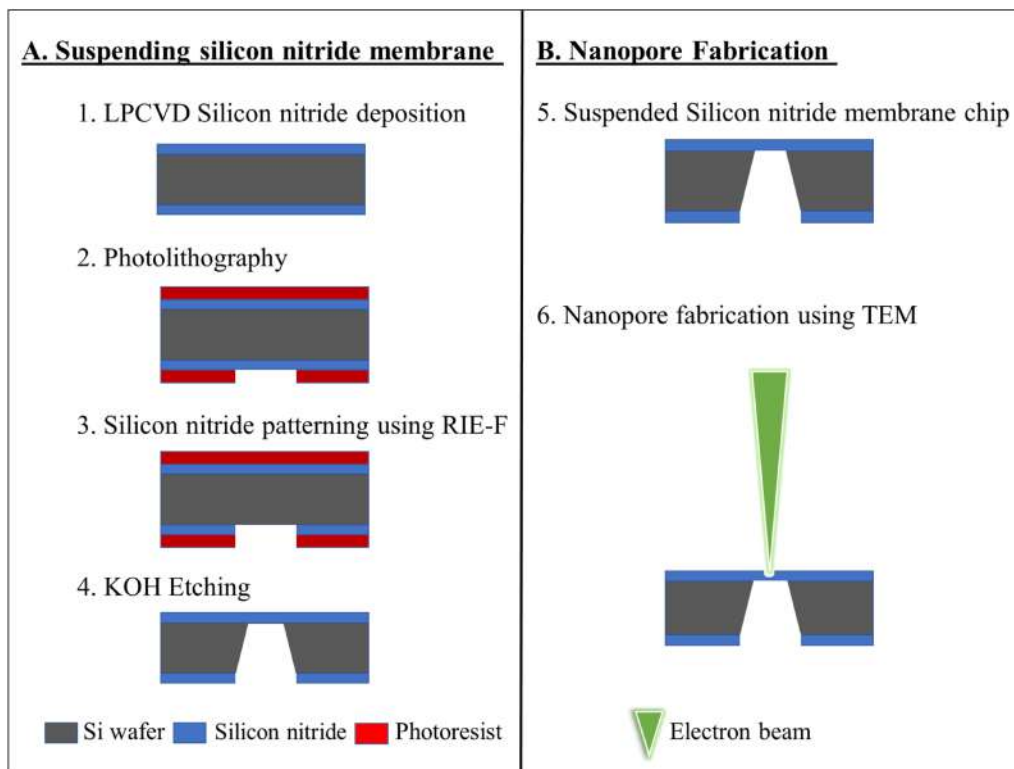 A. Suspending silicon nitride membrane
1. LPCVD Silicon nitride deposition
2. Photolithography
3. Silicon nitride patterning using RIE-F
4. KOH Etching
Si wafer
Silicon nitride
Photoresist
B. Nanopore Fabrication
5. Suspended Silicon nitride membrane chip
6. Nanopore fabrication using TEM
Electron beam